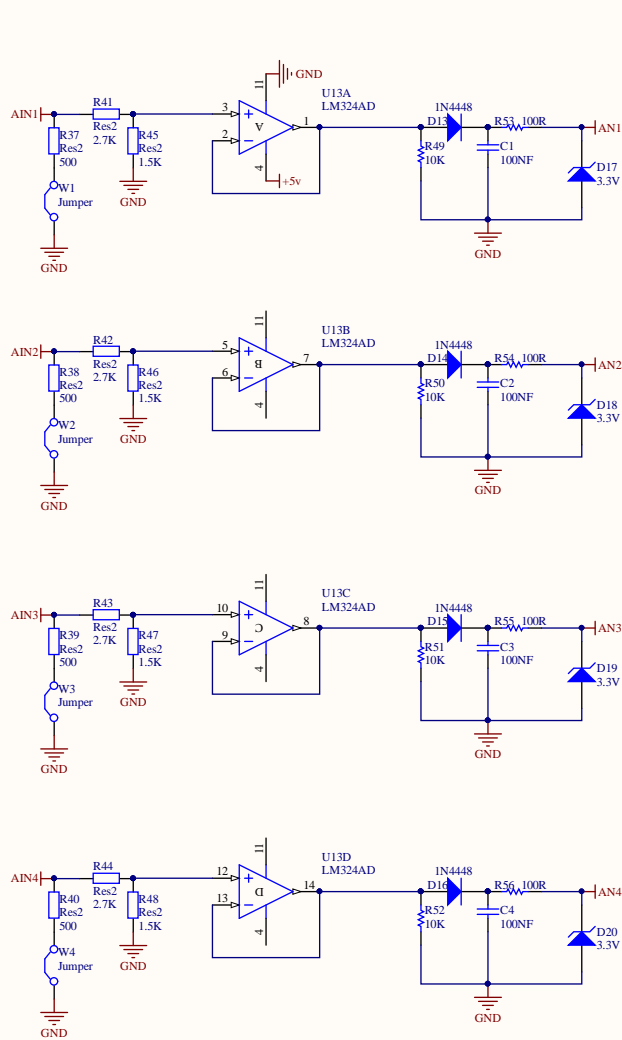 GND
11
U13A
LM324AD
AIN1
R41
Res2
2.7K
R37
Res2
500
R45
Res2
1.5K
W1
Jumper
GND
GND
3
2
A
1
4
+5v
1N4448
D13
R49
10K
R53
100R
C1
100NF
AN1
D17
3.3V
GND
11
U13B
LM324AD
AIN2
R42
Res2
2.7K
R38
Res2
500
R46
Res2
1.5K
W2
Jumper
GND
GND
5
6
B
7
4
1N4448
D14
R50
10K
R54
100R
C2
100NF
AN2
D18
3.3V
GND
11
U13C
LM324AD
AIN3
R43
Res2
2.7K
R39
Res2
500
R47
Res2
1.5K
W3
Jumper
GND
GND
10
9
C
8
4
1N4448
D15
R51
10K
R55
100R
C3
100NF
AN3
D19
3.3V
GND
11
U13D
LM324AD
AIN4
R44
Res2
2.7K
R40
Res2
500
R48
Res2
1.5K
W4
Jumper
GND
GND
12
13
D
14
4
1N4448
D16
R52
10K
R56
100R
C4
100NF
AN4
D20
3.3V
GND